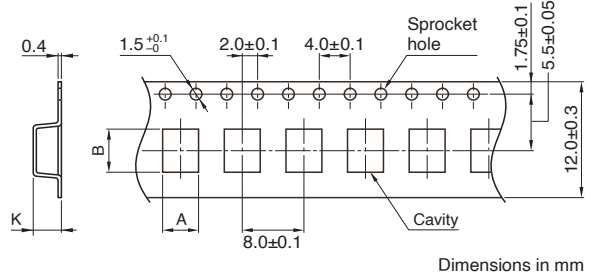 0.4
1.5 +0.1 −0
2.0±0.1
4.0±0.1
Sprocket
hole
1.75±0.1
5.5±0.05
12.0±0.3
B
K
A
8.0±0.1
Cavity
Dimensions in mm